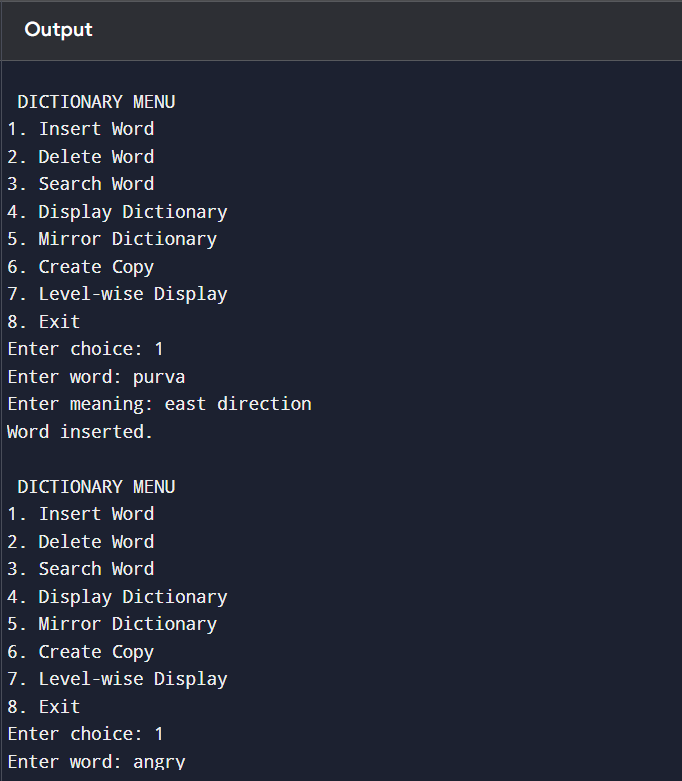 Output
DICTIONARY MENU
1. Insert Word
2. Delete Word
3. Search Word
4. Display Dictionary
5. Mirror Dictionary
6. Create Copy
7. Level-wise Display
8. Exit
Enter choice: 1
Enter word: purva
Enter meaning: east direction
Word inserted.
DICTIONARY MENU
1. Insert Word
2. Delete Word
3. Search Word
4. Display Dictionary
5. Mirror Dictionary
6. Create Copy
7. Level-wise Display
8. Exit
Enter choice: 1
Enter word: angry